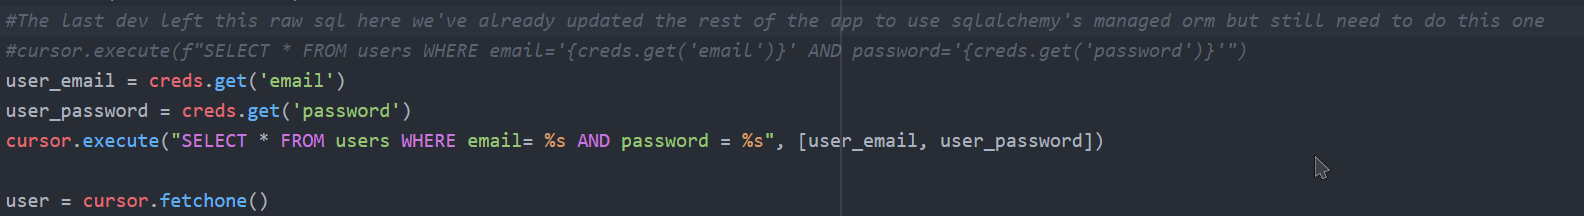 #The last dev left this raw sql here we've already updated the rest of the app to use sqlalchemy's managed orm but still need to do this one
#cursor.execute(f"SELECT * FROM users WHERE email='{creds.get('email')}' AND password='{creds.get('password')}'")
user_email = creds.get('email')
user_password = creds.get('password')
cursor.execute("SELECT * FROM users WHERE email= %s AND password = %s", [user_email, user_password])
user = cursor.fetchone()